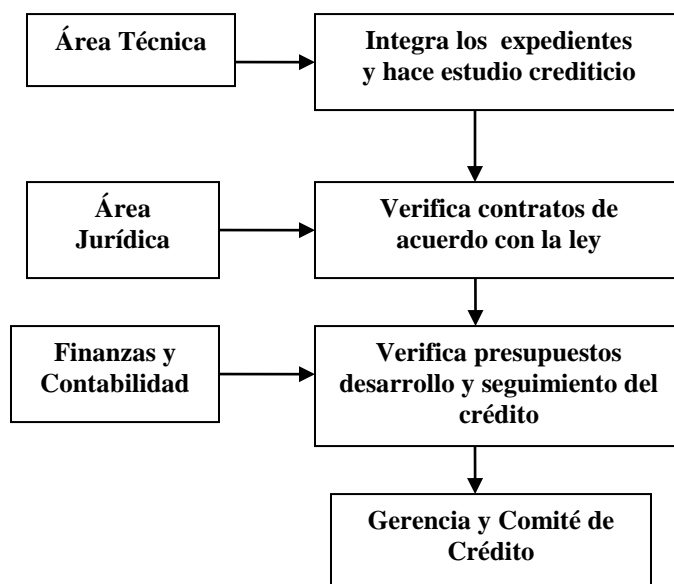 Área Técnica
Integra los expedientes
y hace estudio crediticio
Área
Jurídica
Verifica contratos de
acuerdo con la ley
Finanzas y
Contabilidad
Verifica presupuestos
desarrollo y seguimiento del
crédito
Gerencia y Comité de
Crédito